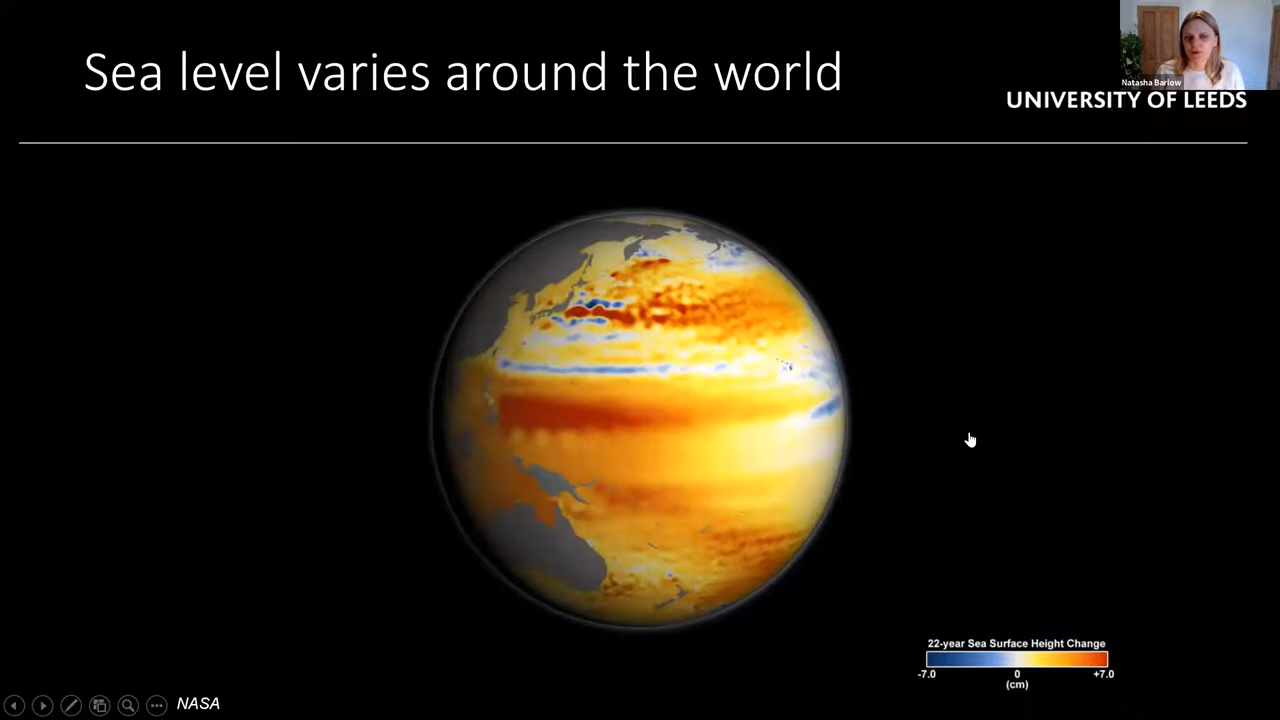 Sea level varies around the world
Natasha Barlow
UNIVERSITY OF LEEDS
22-year Sea Surface Height Change
-7.0 0 +7.0
(cm)
NASA